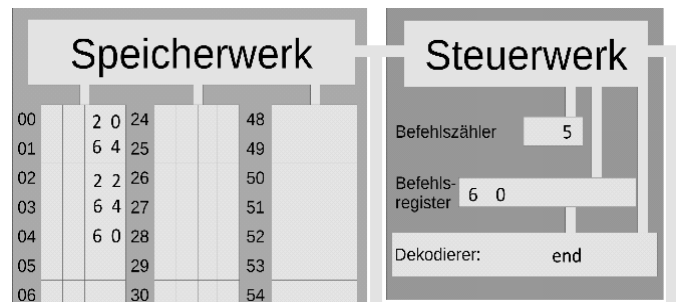 Speicherwerk
00 2 0 24 48
01 6 4 25 49
02 2 2 26 50
03 6 4 27 51
04 6 0 28 52
05 29 53
06 30 54
Steuerwerk
Befehlszähler 5
Befehls-
register 6 0
Dekodierer: end